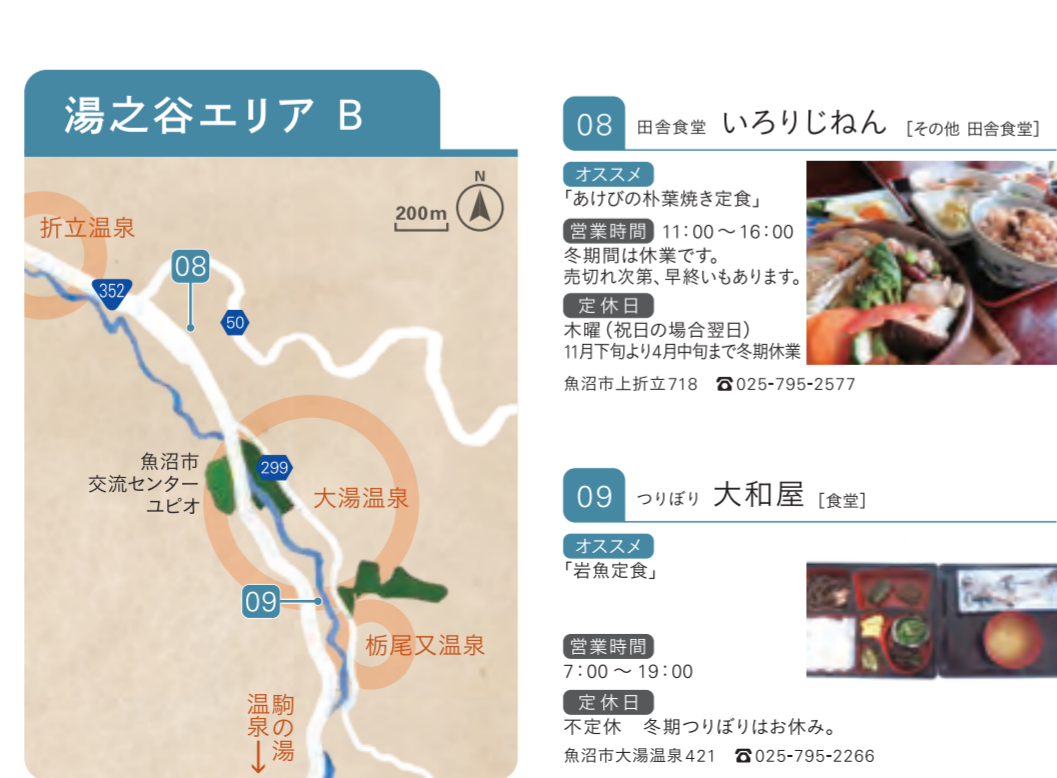 湯之谷エリア B
N
200m
折立温泉
08
352
50
魚沼市
交流センター
ユピオ
299
大湯温泉
09
栃尾又温泉
駒の湯
温泉↓
08 田舎食堂 いろりじねん [その他 田舎食堂]
オススメ
「あけびの朴葉焼き定食」
営業時間 11:00～16:00
冬期間は休業です。
売切れ次第、早終いもあります。
定休日
木曜(祝日の場合翌日)
11月下旬より4月中旬まで冬期休業
魚沼市上折立718 ☎025-795-2577
09 つりぼり 大和屋 [食堂]
オススメ
「岩魚定食」
営業時間
7:00～19:00
定休日
不定休 冬期つりぼりはお休み。
魚沼市大湯温泉421 ☎025-795-2266